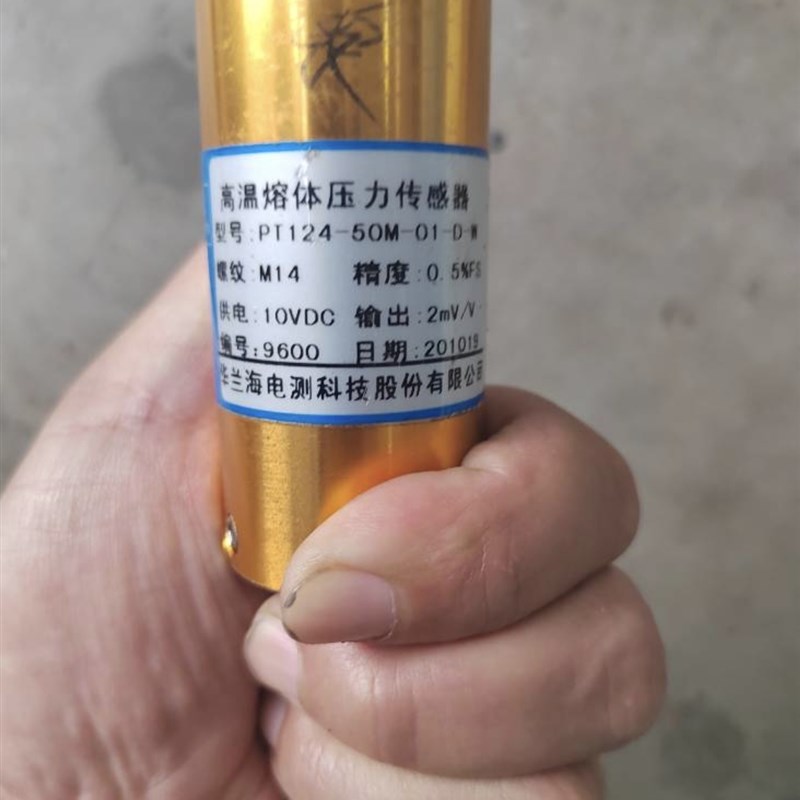 高温熔体压力传感器
型号:PT124-50M-01-D-W
螺纹:M14 精度:0.5%FS
供电:10VDC 输出:2mV/V
编号:9600 日期:201019
华兰海电测科技股份有限公司